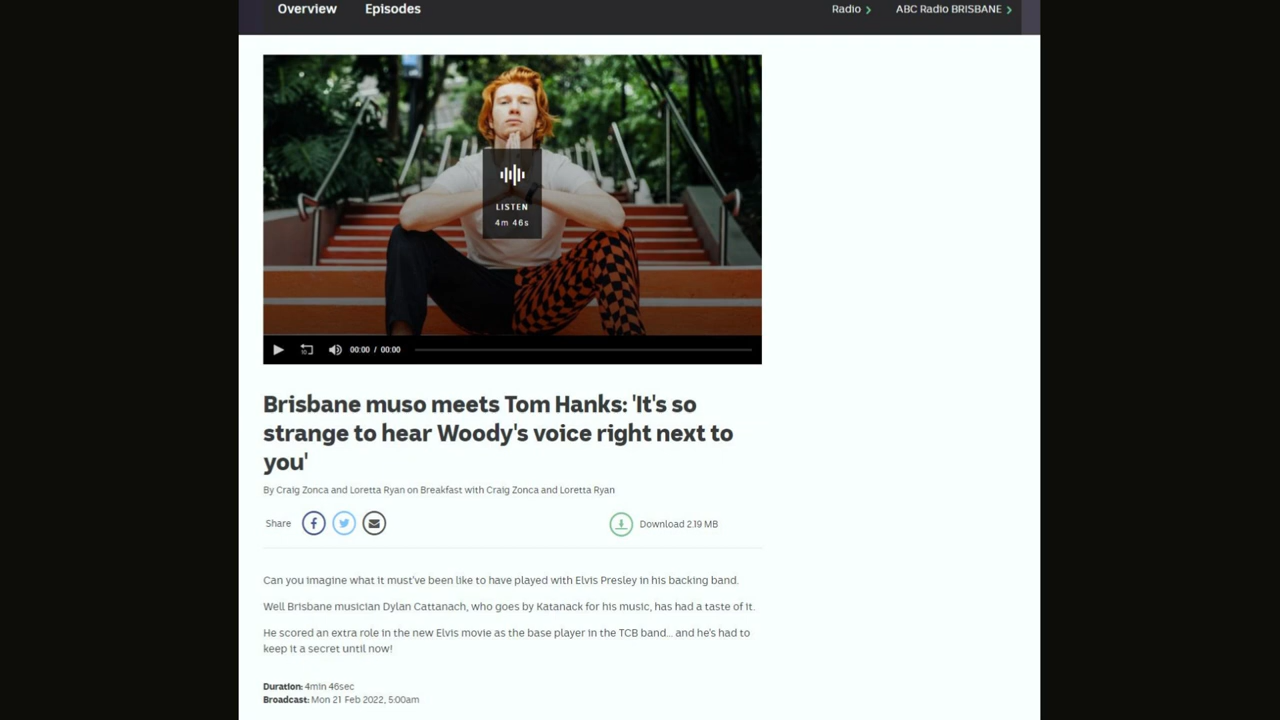 Overview Episodes Radio ABC Radio BRISBANE
LISTEN
4m 46s
10
00:00 / 00:00
Brisbane muso meets Tom Hanks: 'It's so
strange to hear Woody's voice right next to
you'
By Craig Zonca and Loretta Ryan on Breakfast with Craig Zonca and Loretta Ryan
Share Download 2.19 MB
Can you imagine what it must've been like to have played with Elvis Presley in his backing band.
Well Brisbane musician Dylan Cattanach, who goes by Katanack for his music, has had a taste of it.
He scored an extra role in the new Elvis movie as the base player in the TCB band... and he's had to
keep it a secret until now!
Duration: 4min 46sec
Broadcast: Mon 21 Feb 2022, 5:00am